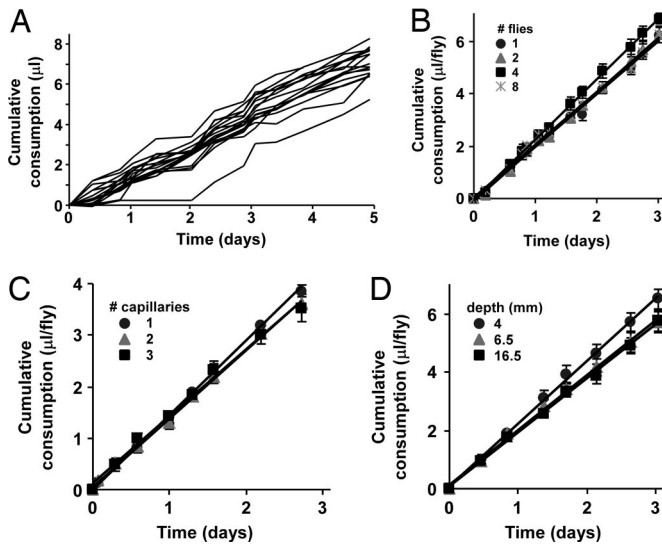 A
Cumulative
consumption (µl)
8
6
4
2
0
0 1 2 3 4 5
Time (days)
B
# flies
1
2
4
8
Cumulative
consumption (µl/fly)
6
4
2
0
0 1 2 3
Time (days)
C
# capillaries
1
2
3
Cumulative
consumption (µl/fly)
4
3
2
1
0
0 1 2 3
Time (days)
D
depth (mm)
4
6.5
16.5
Cumulative
consumption (µl/fly)
6
4
2
0
0 1 2 3
Time (days)